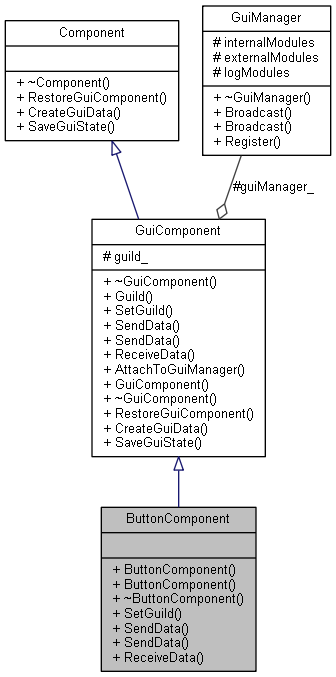 Component
+ ~Component()
+ RestoreGuiComponent()
+ CreateGuiData()
+ SaveGuiState()
GuiManager
# internalModules
# externalModules
# logModules
+ ~GuiManager()
+ Broadcast()
+ Broadcast()
+ Register()
#guiManager_
GuiComponent
# guiId_
+ ~GuiComponent()
+ GuiId()
+ SetGuiId()
+ SendData()
+ SendData()
+ ReceiveData()
+ AttachToGuiManager()
+ GuiComponent()
+ ~GuiComponent()
+ RestoreGuiComponent()
+ CreateGuiData()
+ SaveGuiState()
ButtonComponent
+ ButtonComponent()
+ ButtonComponent()
+ ~ButtonComponent()
+ SetGuiId()
+ SendData()
+ SendData()
+ ReceiveData()